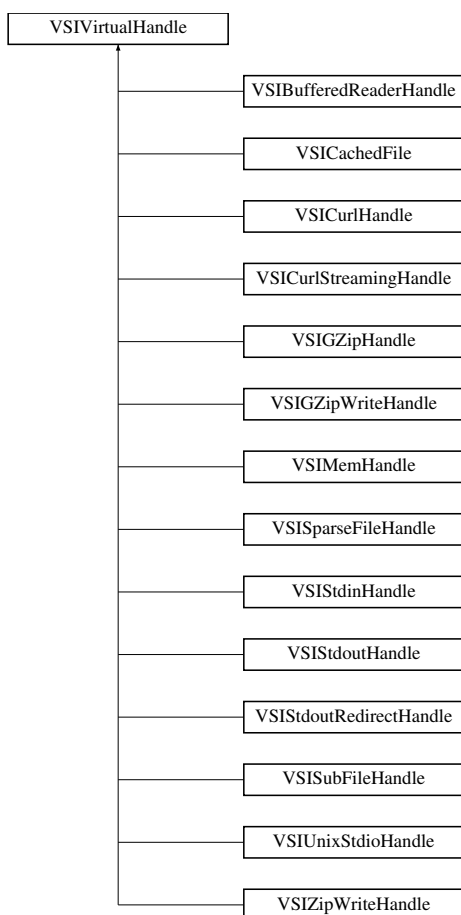 VSIVirtualHandle
VSIBufferedReaderHandle
VSICachedFile
VSICurlHandle
VSICurlStreamingHandle
VSIGZipHandle
VSIGZipWriteHandle
VSIMemHandle
VSISparseFileHandle
VSIStdinHandle
VSIStdoutHandle
VSIStdoutRedirectHandle
VSISubFileHandle
VSIUnixStdioHandle
VSIZipWriteHandle